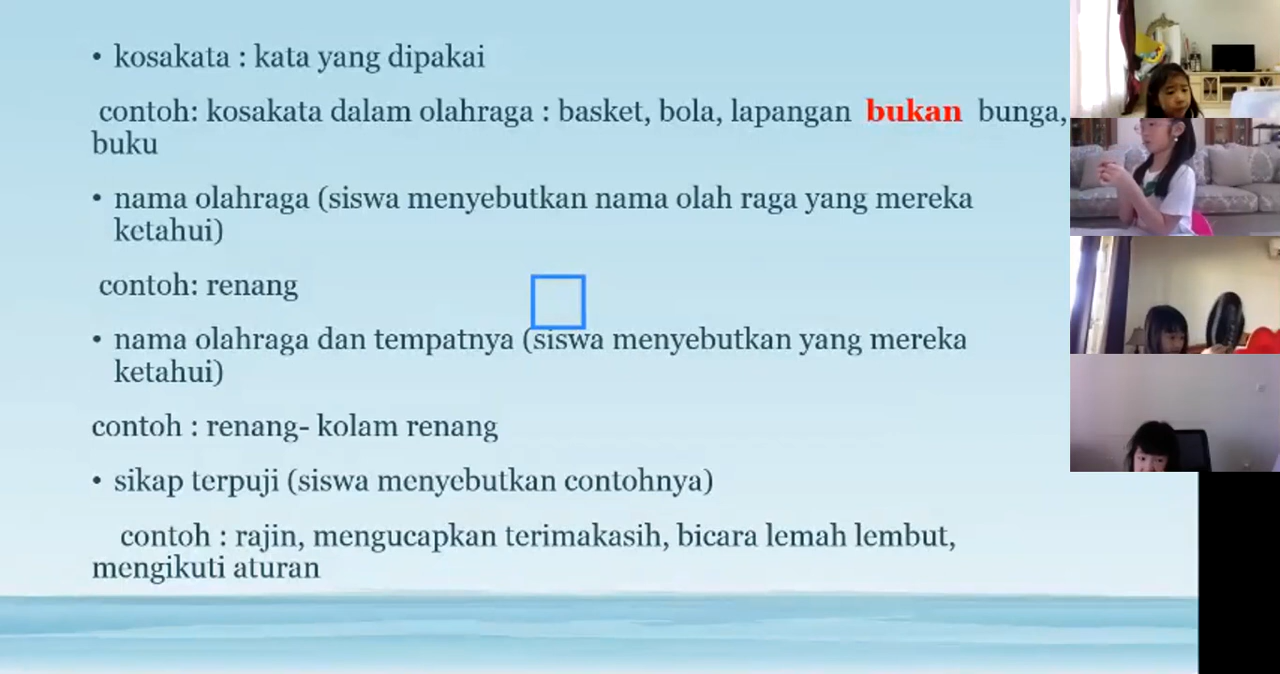 • kosakata : kata yang dipakai
contoh: kosakata dalam olahraga : basket, bola, lapangan bukan bunga,
buku
• nama olahraga (siswa menyebutkan nama olah raga yang mereka
ketahui)
contoh: renang
• nama olahraga dan tempatnya (siswa menyebutkan yang mereka
ketahui)
contoh : renang- kolam renang
• sikap terpuji (siswa menyebutkan contohnya)
contoh : rajin, mengucapkan terimakasih, bicara lemah lembut,
mengikuti aturan